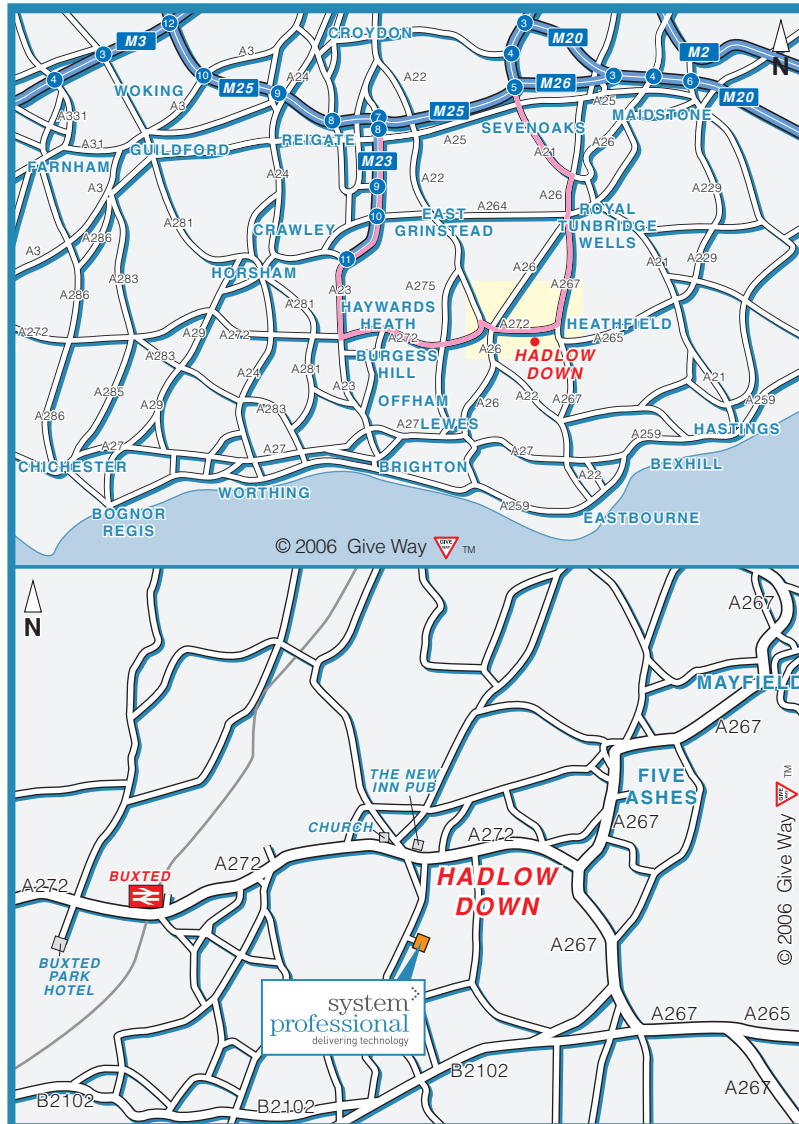 12
M3
3
A3
CROYDON
3
M20
4
M2
N
4
WOKING
10
M25
A24
9
A22
5
M26
3
4
6
M20
A331
A3
8
7
8
M25
A25
SEVENOAKS
MAIDSTONE
A31
GUILDFORD
REIGATE
A25
A21
A26
FARNHAM
M23
A3
A24
9
A22
A26
A229
A281
10
A264
EAST
GRINSTEAD
ROYAL
TUNBRIDGE
WELLS
CRAWLEY
A3
A286
11
A21
A229
A283
HORSHAM
A26
A286
A23
A275
A267
A281
HAYWARDS
HEATH
A272
A29
A272
A272
A272
HEATHFIELD
A265
A283
A26
HADLOW
DOWN
BURGESS
HILL
A285
A24
A281
A23
A21
A29
A283
OFFHAM
A26
A22
A267
A259
A286
A27
LEWES
A259
HASTINGS
A27
A27
A27
CHICHESTER
BRIGHTON
BEXHILL
A22
WORTHING
A259
BOGNOR
REGIS
EASTBOURNE
© 2006 Give Way
GIVE
WAY
TM
N
A267
MAYFIELD
A267
THE NEW
INN PUB
FIVE
ASHES
CHURCH
A272
A267
A272
BUXTED
A272
HADLOW
DOWN
A267
BUXTED
PARK
HOTEL
system
professional
delivering technology
A267
A265
B2102
A267
B2102
B2102
© 2006 Give Way
GIVE
WAY
TM